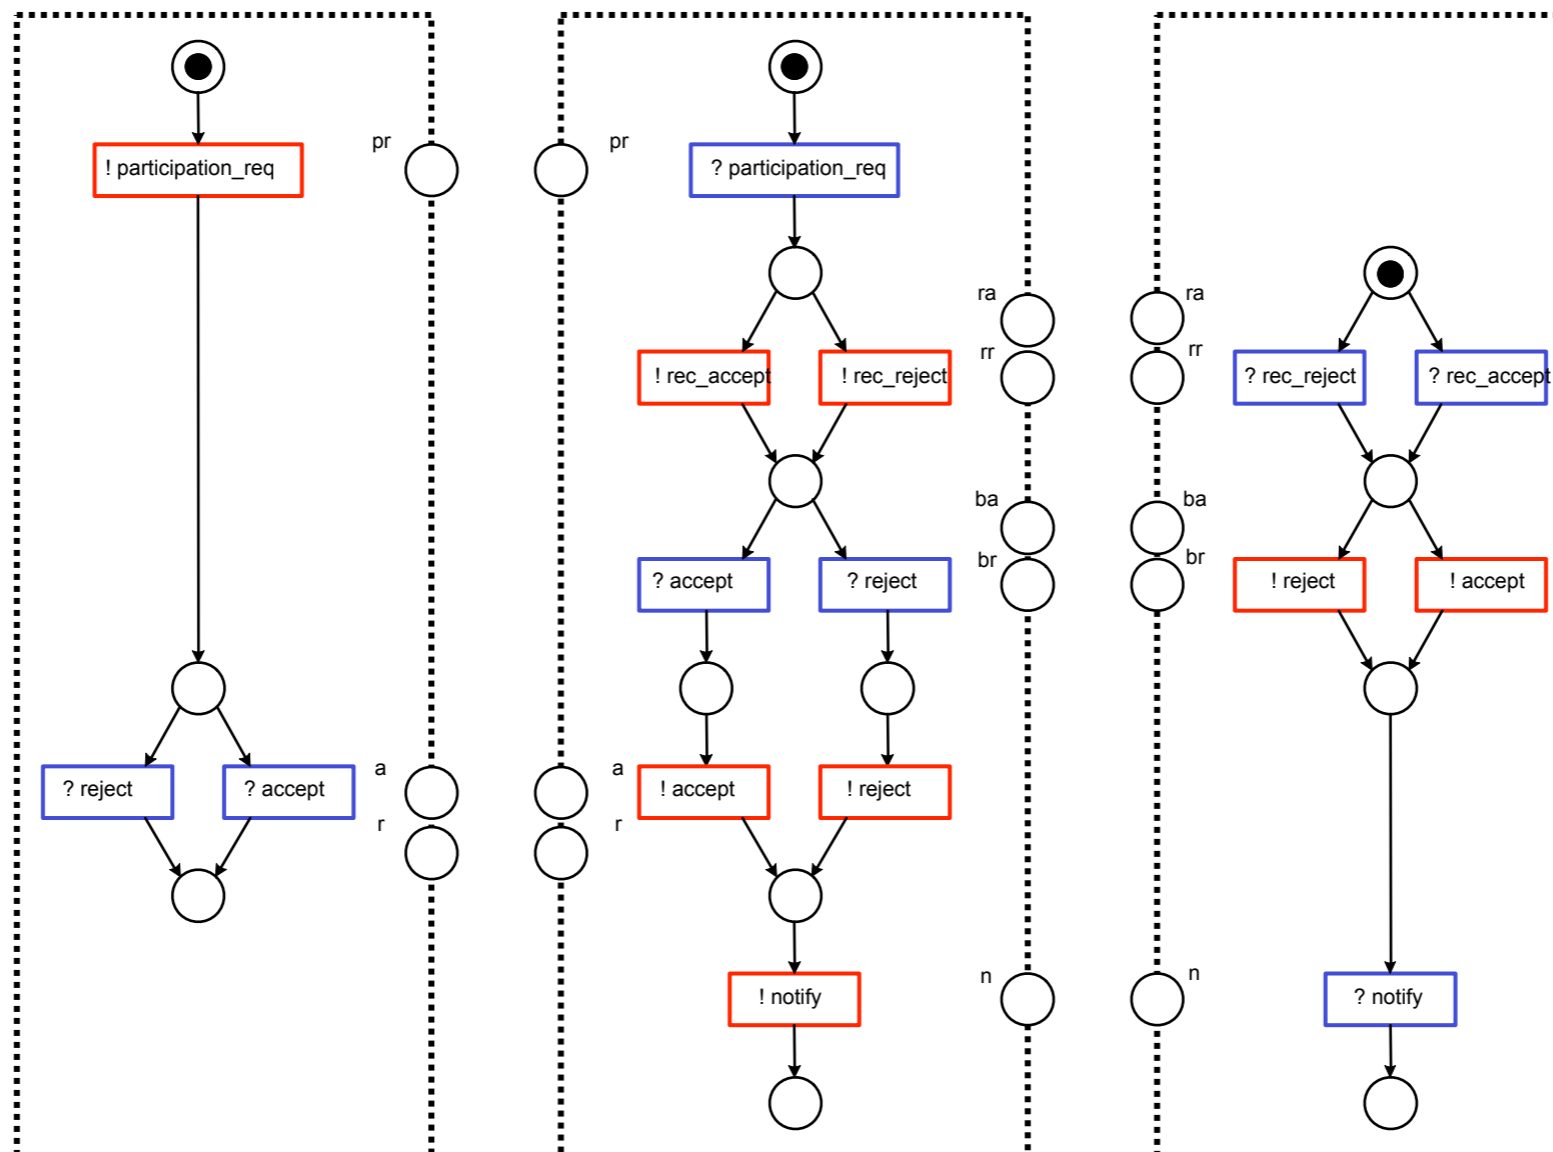 pr
pr
! participation_req
? participation_req
ra
ra
rr
rr
! rec_accept
! rec_reject
? rec_reject
? rec_accept
ba
ba
br
br
? accept
? reject
! reject
! accept
a
a
? reject
? accept
! accept
! reject
r
r
n
n
! notify
? notify